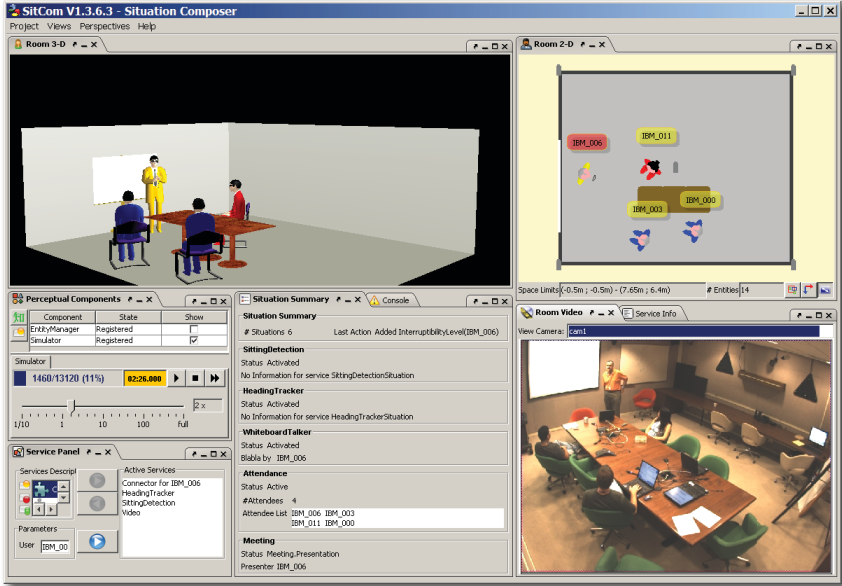 SitCom V1.3.6.3 - Situation Composer
Project Views Perspectives Help
Room 3-D
Room 2-D
IBM_006
IBM_011
IBM_000
IBM_003
Space Limits (-0.5m ; -0.5m) - (7.65m ; 6.4m) # Entities 14
Perceptual Components
Component State Show
EntityManager Registered
Simulator Registered
Simulator
1460/13120 (11%) 02:26.000
2 x
1/10 1 10 100 full
Service Panel
Services Descript
Active Services
Connector for IBM_006
HeadingTracker
SittingDetection
Video
Parameters
User IBM_00
Situation Summary Console
Situation Summary
# Situations 6 Last Action Added InterruptibilityLevel(IBM_006)
SittingDetection
Status Activated
No Information for service SittingDetectionSituation
HeadingTracker
Status Activated
No Information for service HeadingTrackerSituation
WhiteboardTalker
Status Activated
Blabla by IBM_006
Attendance
Status Active
#Attendees 4
Attendee List IBM_006 IBM_003
IBM_011 IBM_000
Meeting
Status Meeting.Presentation
Presenter IBM_006
Room Video Service Info
View Camera: cam1